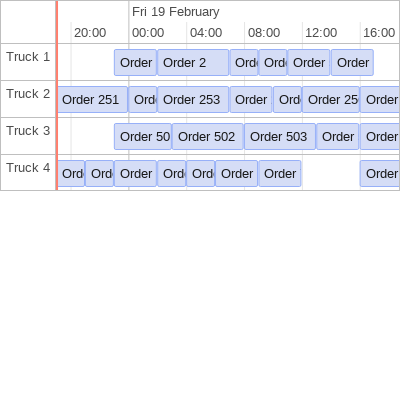 Fri 19 February
20:00 00:00 04:00 08:00 12:00 16:00
Truck 1 Order Order 2 Ord Ord Order Order
Truck 2 Order 251 Ord Order 253 Order Ord Order 25 Order
Truck 3 Order 50 Order 502 Order 503 Order Order
Truck 4 Ord Ord Order Ord Ord Order Order Order